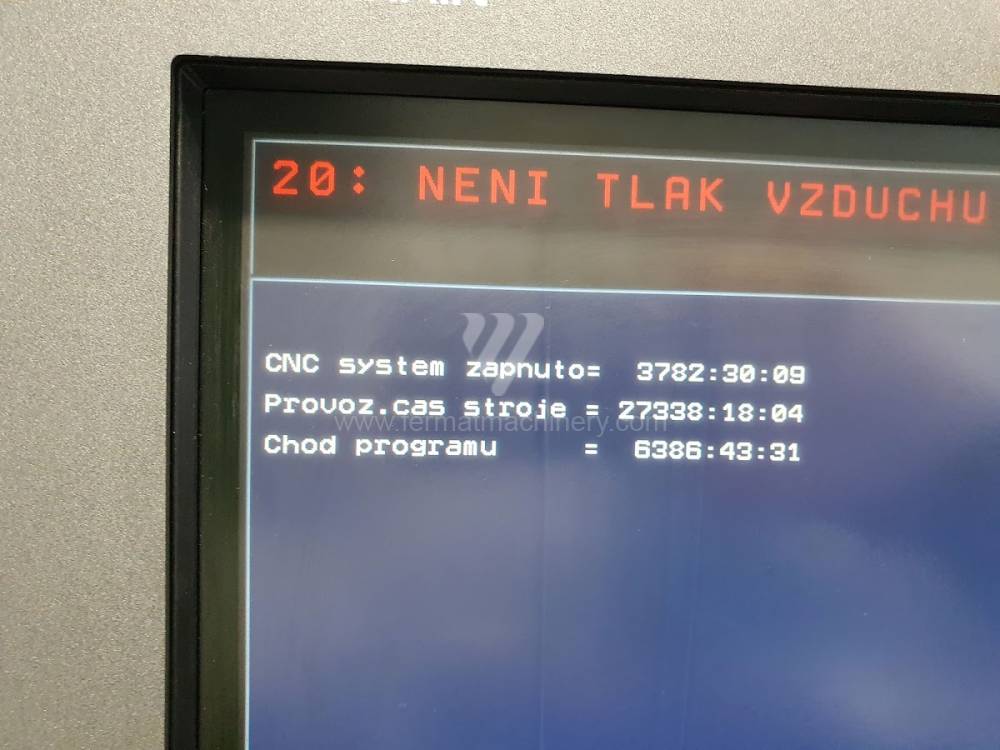 20: NENI TLAK VZDUCHU
CNC system zapnuto= 3782:30:09
Provoz.cas stroje = 27338:18:04
www.fermatmachinery.com
Chod programu = 6386:43:31